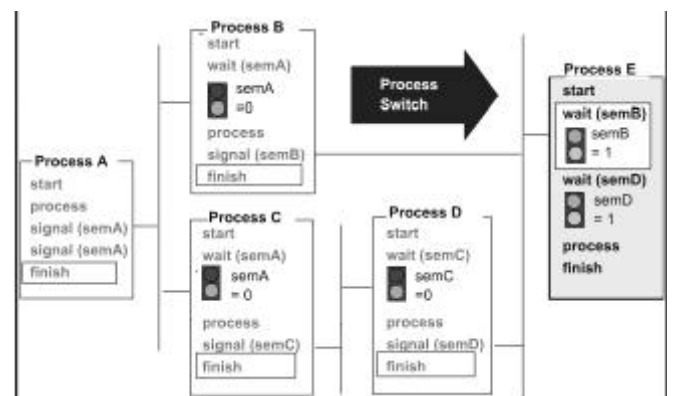 Process A
start
process
signal (semA)
signal (semA)
finish
Process B
start
wait (semA)
semA
=0
process
signal (semB)
finish
Process C
start
wait (semA)
semA
= 0
process
signal (semC)
finish
Process D
start
wait (semC)
semC
=0
process
signal (semD)
finish
Process
Switch
Process E
start
wait (semB)
semB
= 1
wait (semD)
semD
= 1
process
finish